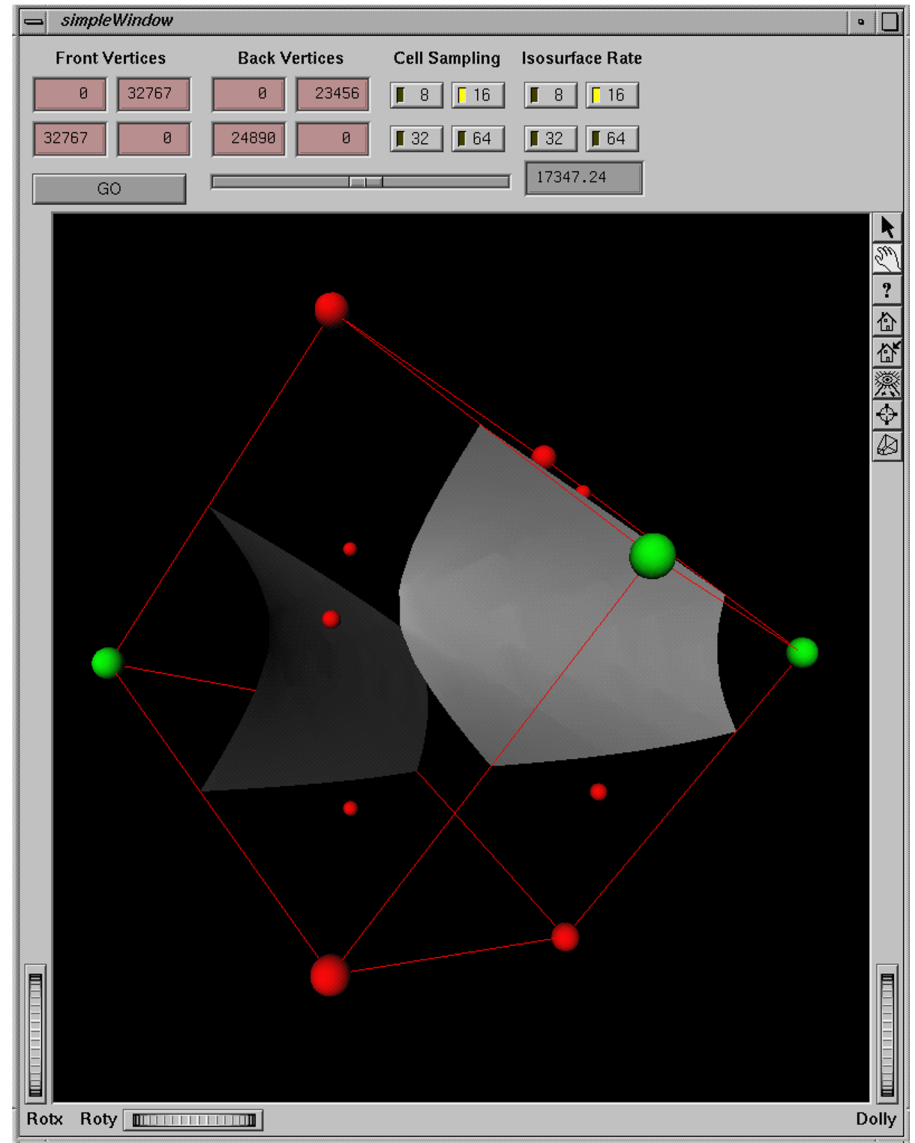 simpleWindow
Front Vertices Back Vertices Cell Sampling Isosurface Rate
0 32767 0 23456 8 16 8 16
32767 0 24890 0 32 64 32 64
GO 17347.24
?
Rotx Roty Dolly